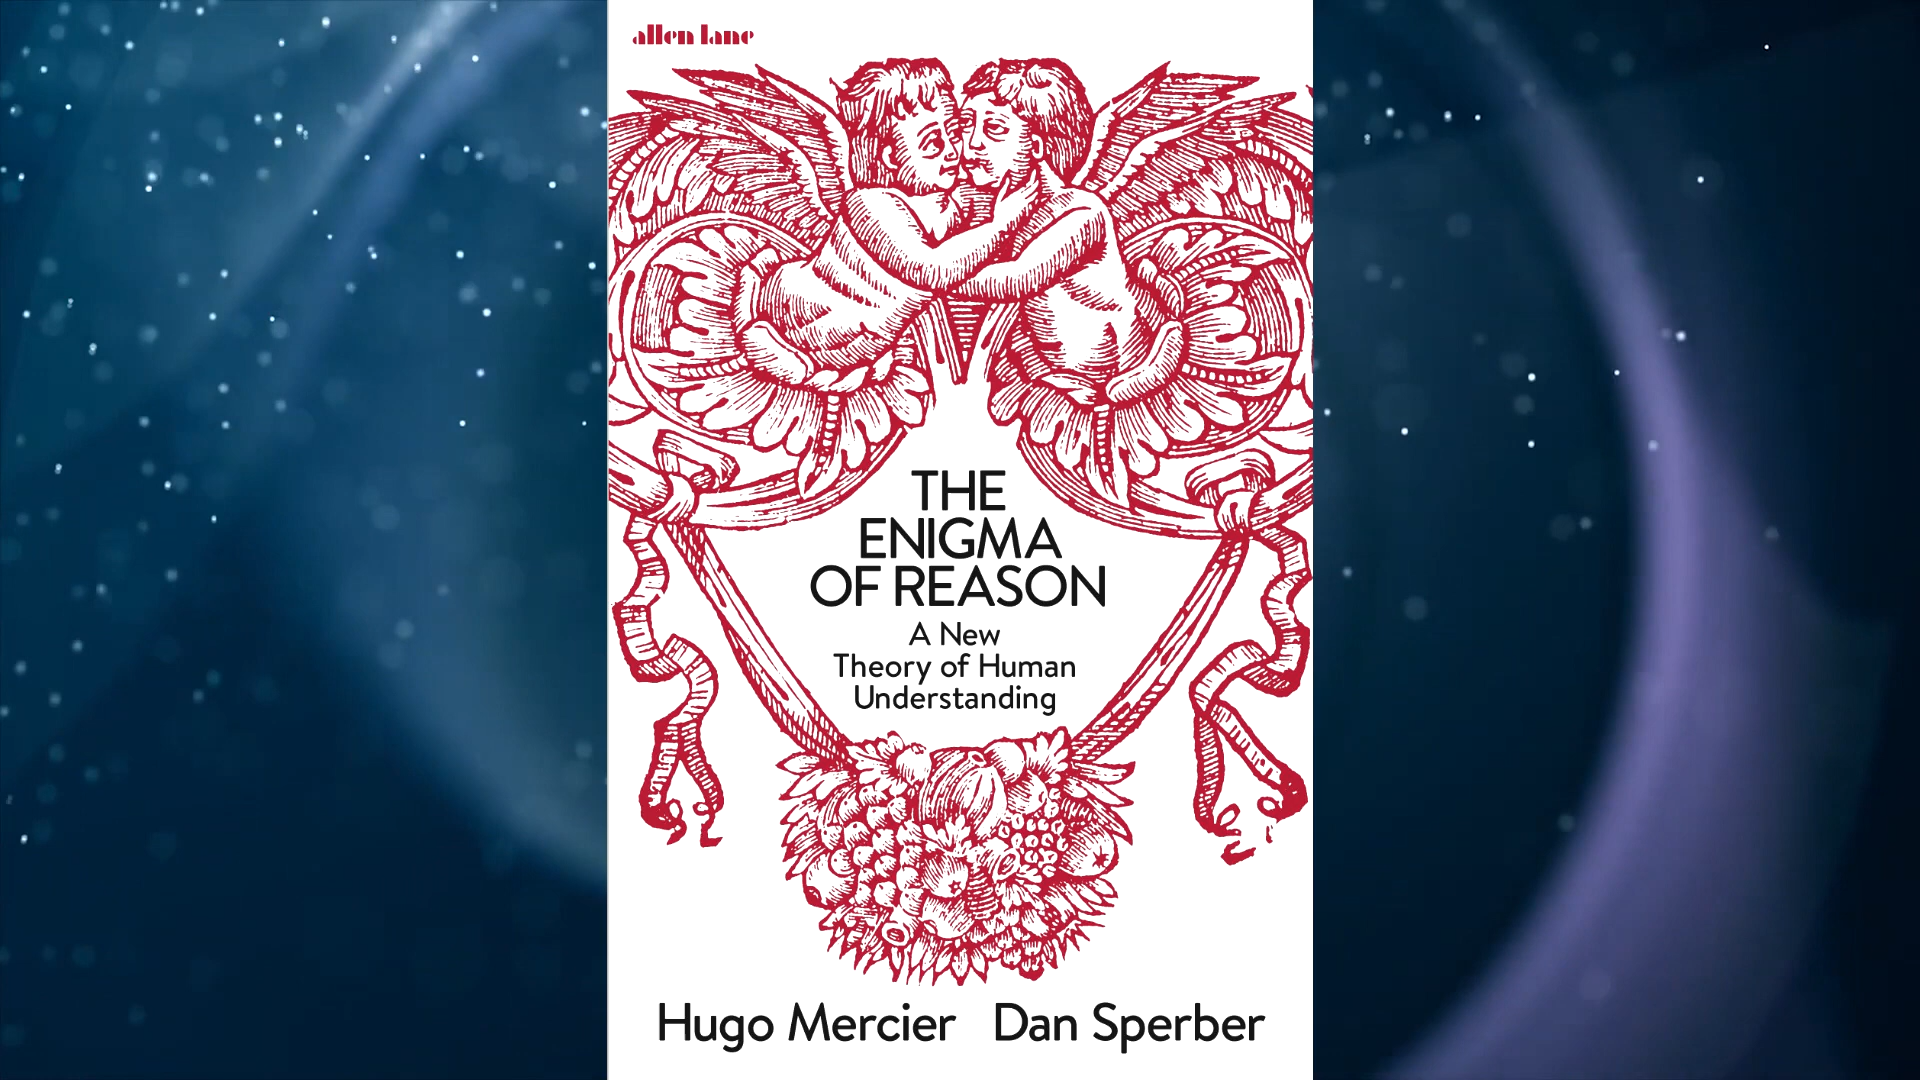 allen lane
THE
ENIGMA
OF REASON
A New
Theory of Human
Understanding
Hugo Mercier Dan Sperber